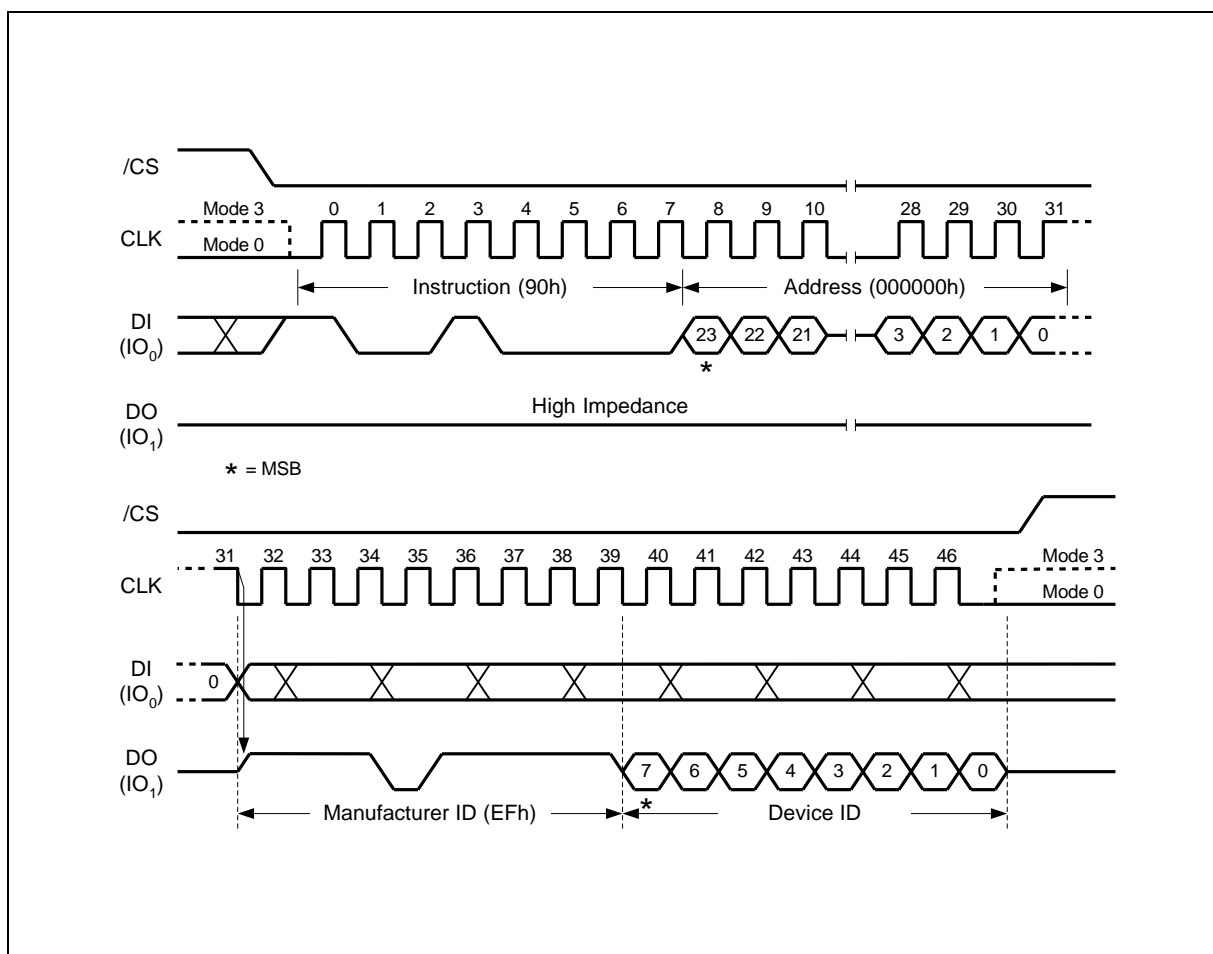 /CS
Mode 3 0 1 2 3 4 5 6 7 8 9 10 28 29 30 31
CLK
Mode 0
Instruction (90h) Address (000000h)
DI
(IO0)
23 22 21 3 2 1 0
*
High Impedance
DO
(IO1)
* = MSB
/CS
31 32 33 34 35 36 37 38 39 40 41 42 43 44 45 46 Mode 3
CLK
Mode 0
DI
(IO0)
0
DO
(IO1)
7 6 5 4 3 2 1 0
*
Manufacturer ID (EFh) Device ID